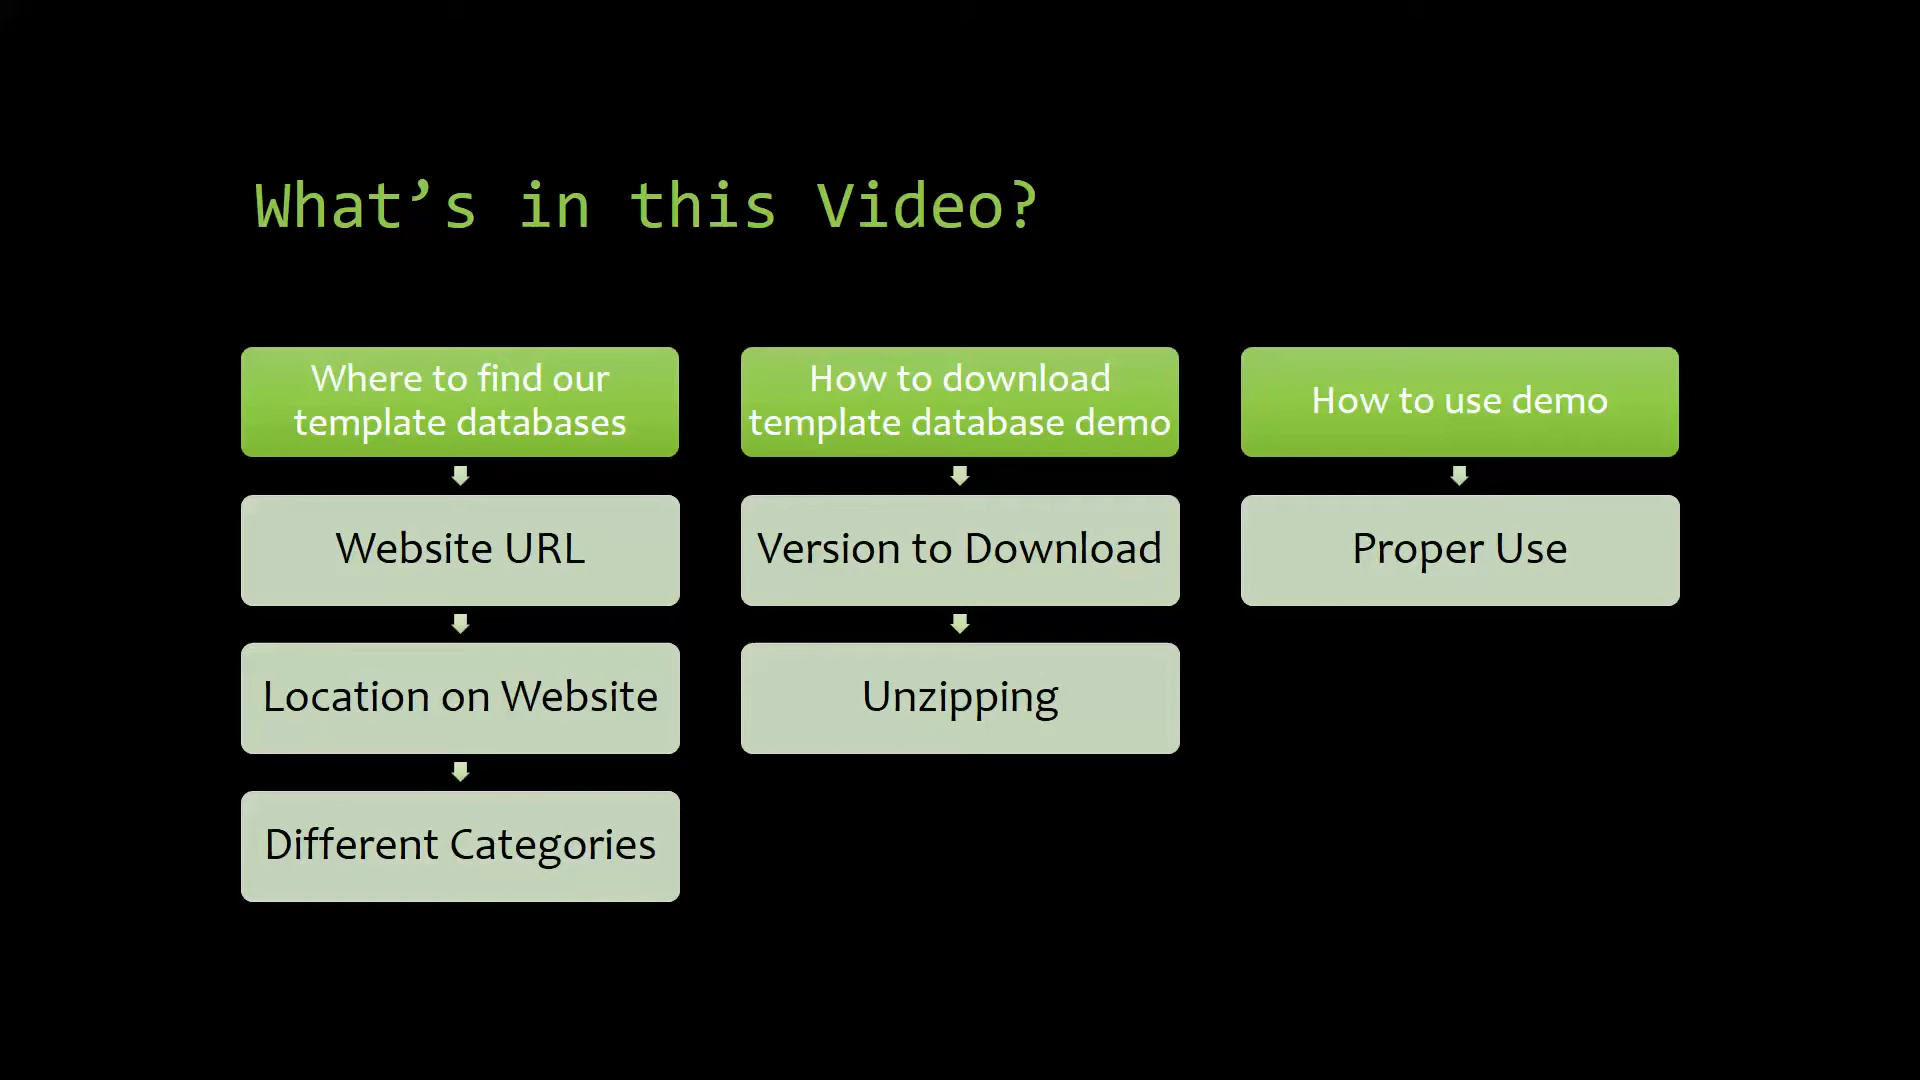 What’s in this Video?
Where to find our
template databases
Website URL
Location on Website
Different Categories
How to download
template database demo
Version to Download
Unzipping
How to use demo
Proper Use